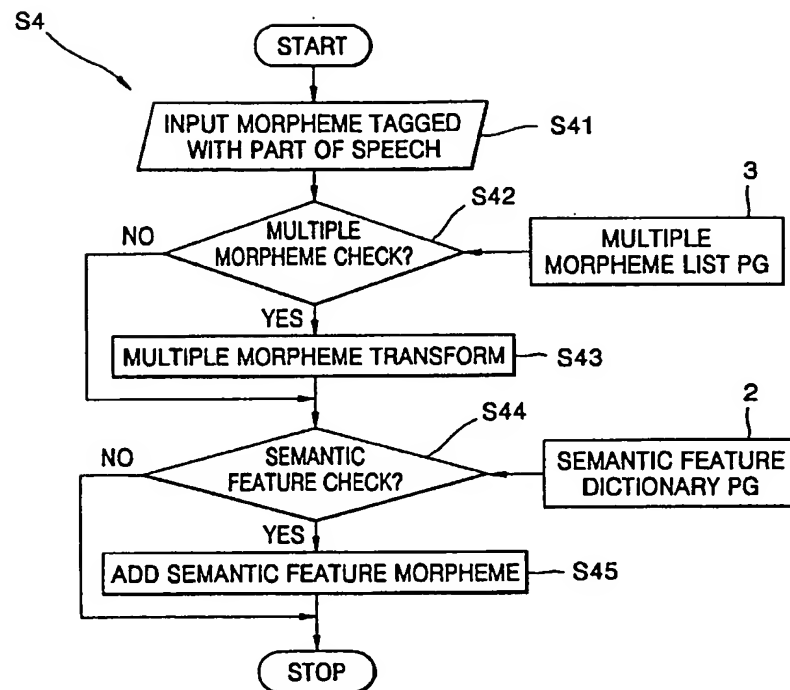 S4
START
INPUT MORPHEME TAGGED
WITH PART OF SPEECH
S41
S42
3
NO
MULTIPLE
MORPHEME CHECK?
MULTIPLE
MORPHEME LIST PG
YES
MULTIPLE MORPHEME TRANSFORM
S43
S44
2
NO
SEMANTIC
FEATURE CHECK?
SEMANTIC FEATURE
DICTIONARY PG
YES
ADD SEMANTIC FEATURE MORPHEME
S45
STOP